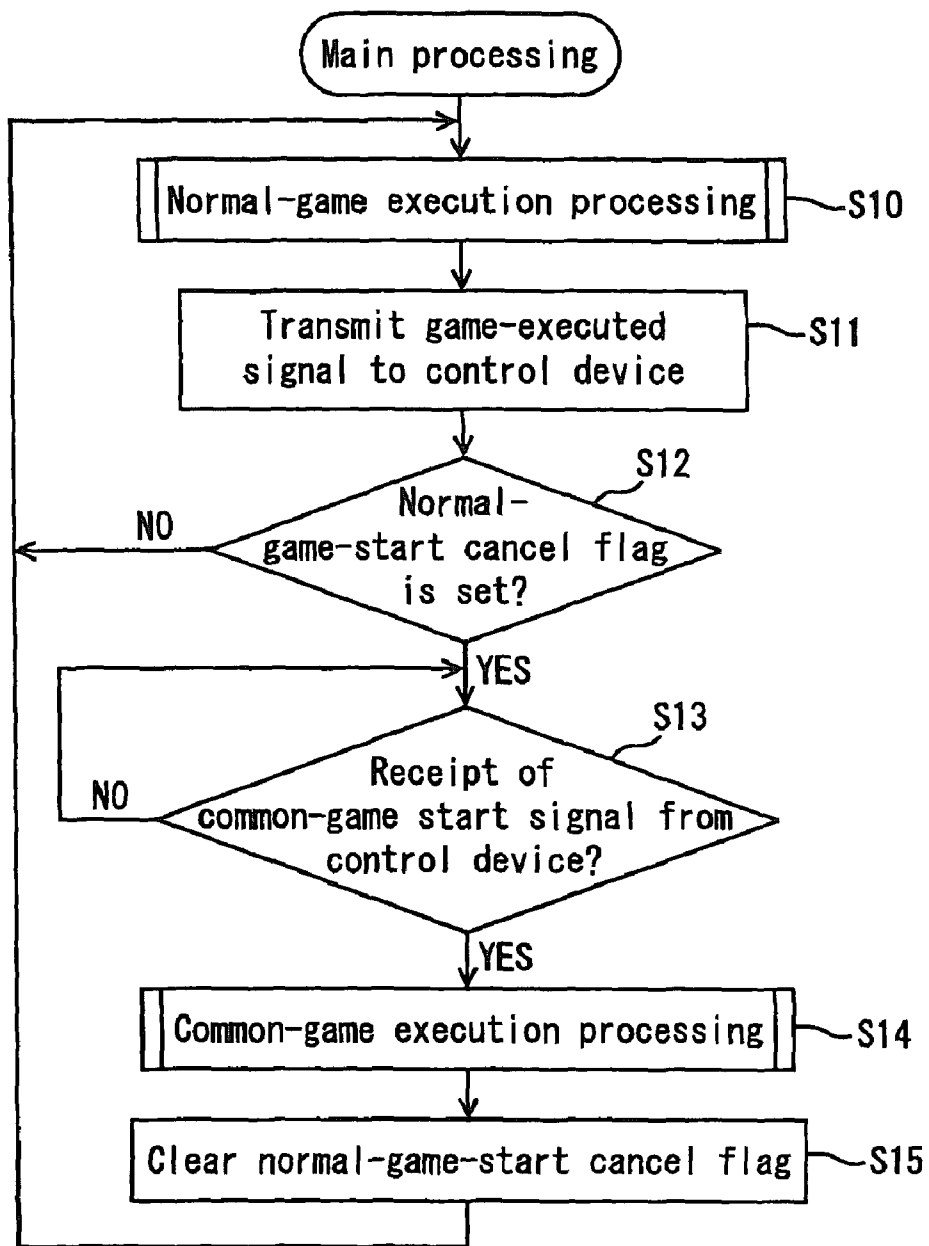 Main processing
Normal-game execution processing
S10
Transmit game-executed
signal to control device
S11
S12
Normal-
game-start cancel flag
is set?
NO
YES
S13
Receipt of
common-game start signal from
control device?
NO
YES
Common-game execution processing
S14
Clear normal-game-start cancel flag
S15